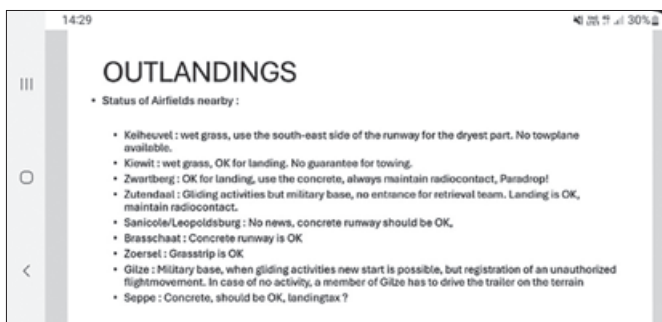 14:29
30%
OUTLANDINGS
• Status of Airfields nearby :
• Keiheuvel : wet grass, use the south-east side of the runway for the dryest part. No towplane
available.
• Kiewit : wet grass, OK for landing. No guarantee for towing.
• Zwartberg : OK for landing, use the concrete, always maintain radiocontact, Paradrop!
• Zutendaal : Gliding activities but military base, no entrance for retrieval team. Landing is OK,
maintain radiocontact.
• Sanicole/Leopoldsburg : No news, concrete runway should be OK,
• Brasschaat : Concrete runway is OK
• Zoersel : Grasstrip is OK
• Gilze : Military base, when gliding activities new start is possible, but registration of an unauthorized
flightmovement. In case of no activity, a member of Gilze has to drive the trailer on the terrain
• Seppe : Concrete, should be OK, landingtax ?